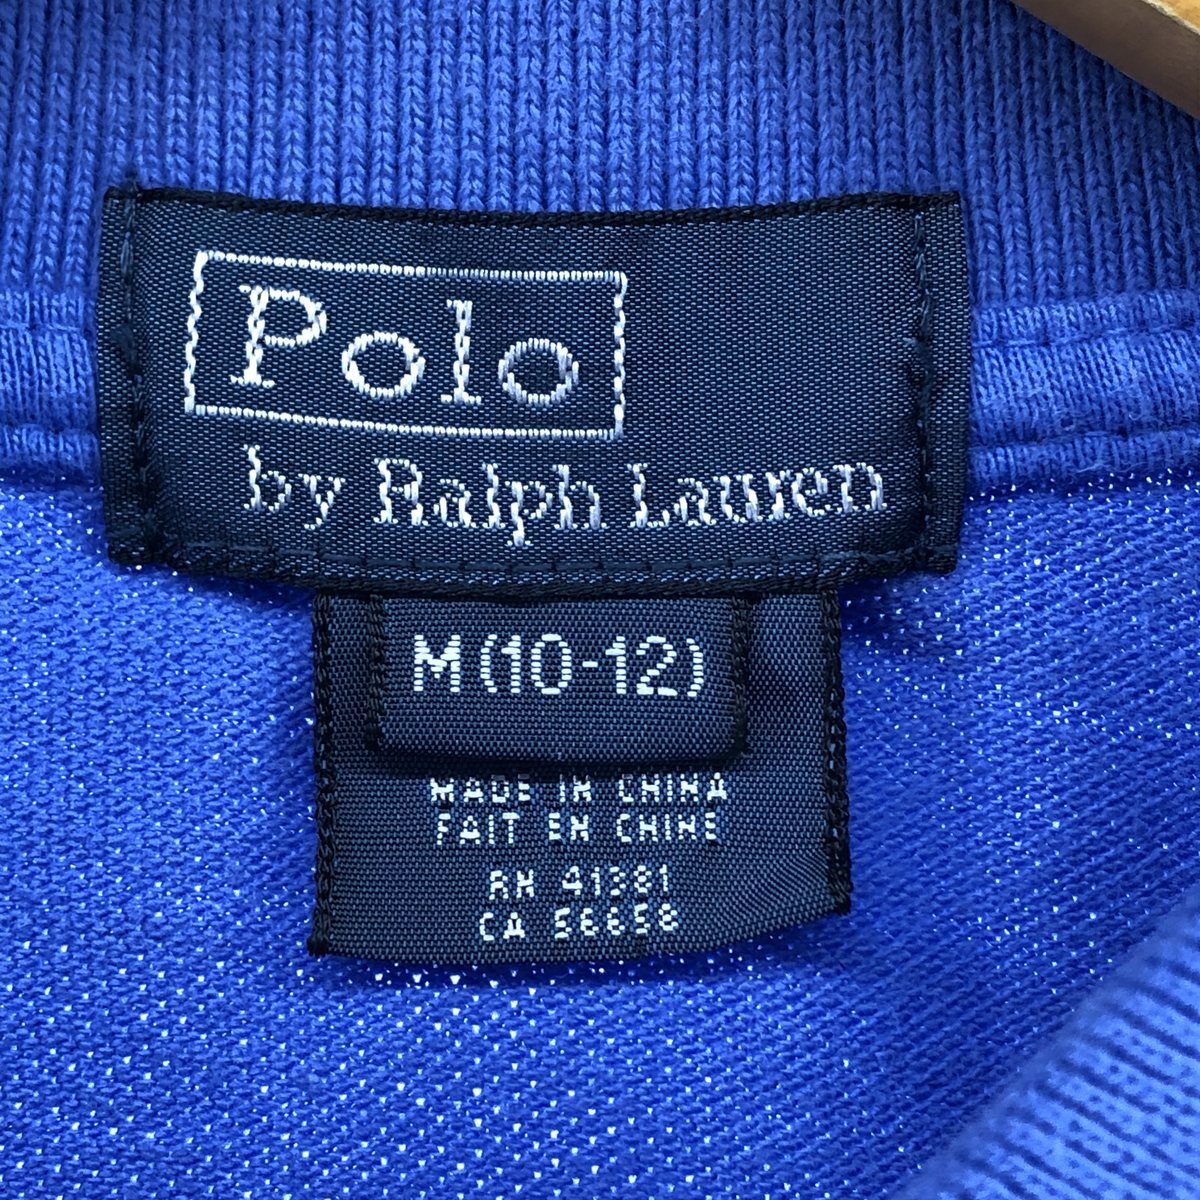 Polo
by Ralph Lauren
M (10-12)
MADE IN CHINA
FAIT EN CHINE
RN 41381
CA 56658